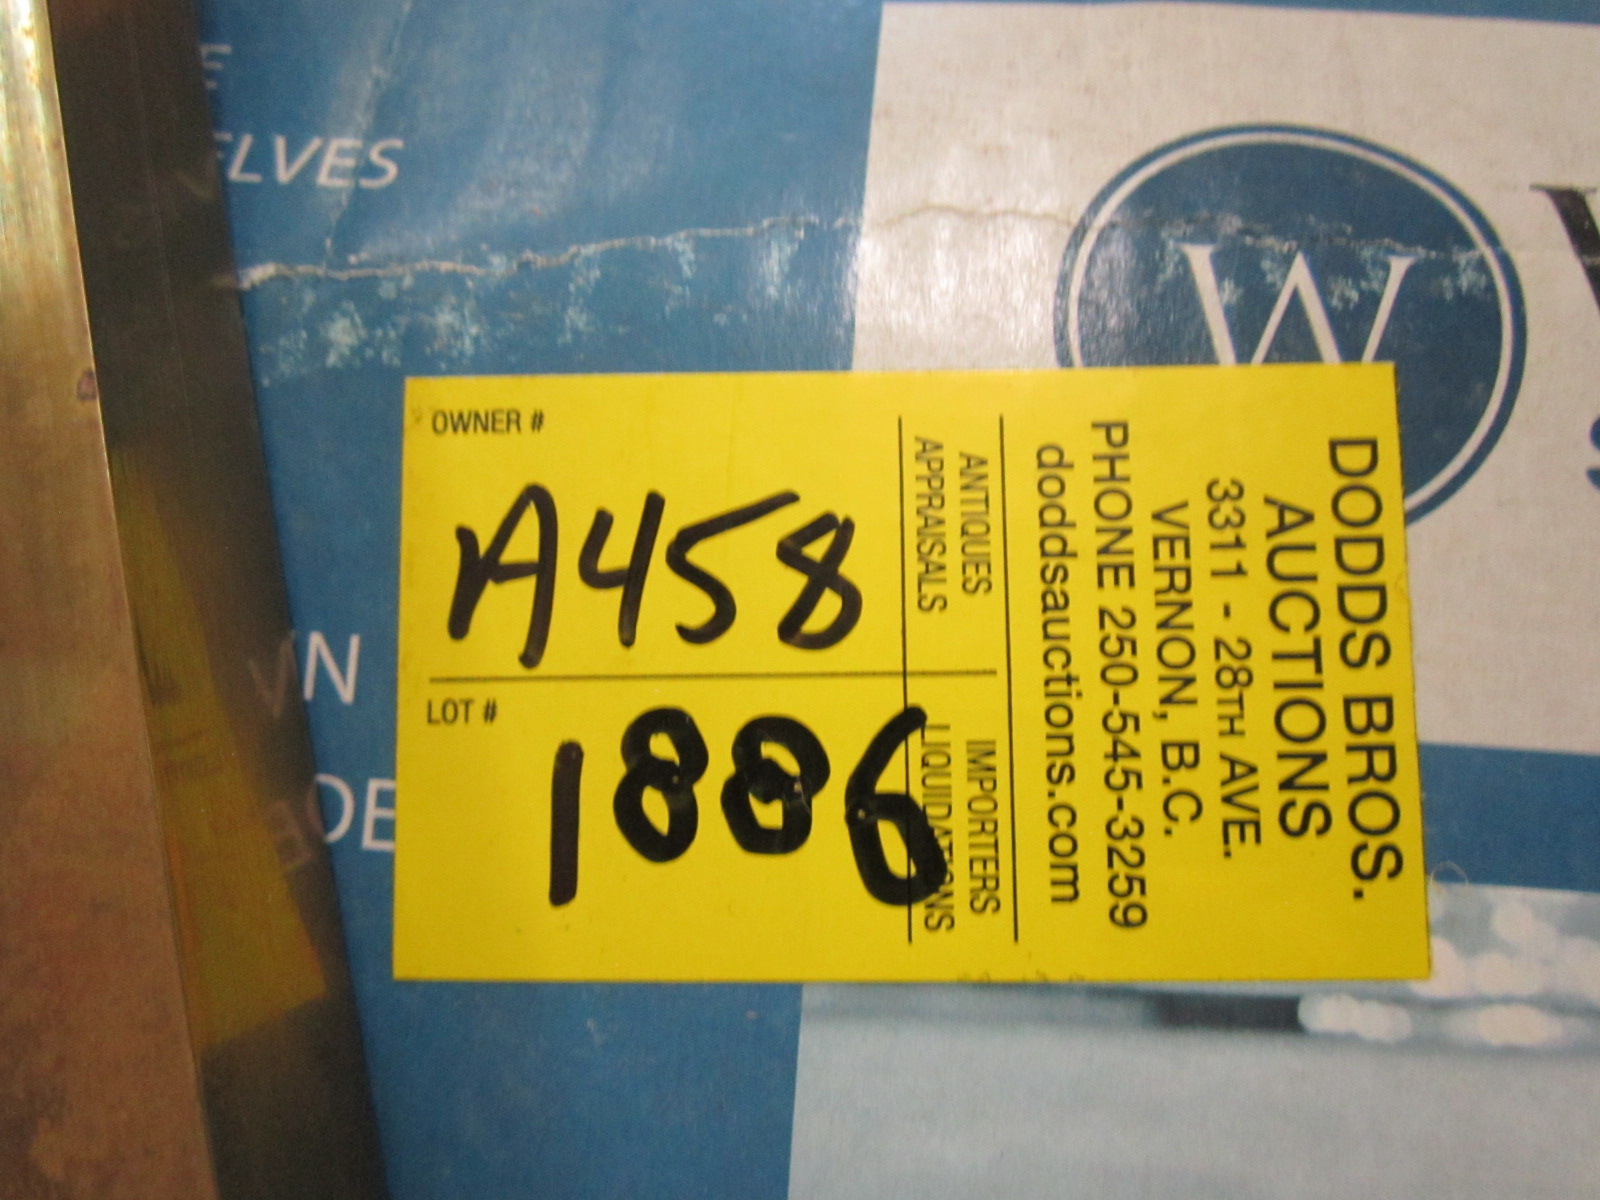 ELVES
W
OWNER #
A458
LOT #
1886
ANTIQUES
APPRAISALS
IMPORTERS
LIQUIDATIONS
DODDS BROS.
AUCTIONS
3311 - 28TH AVE.
VERNON, B.C.
PHONE 250-545-3259
doddsauctions.com